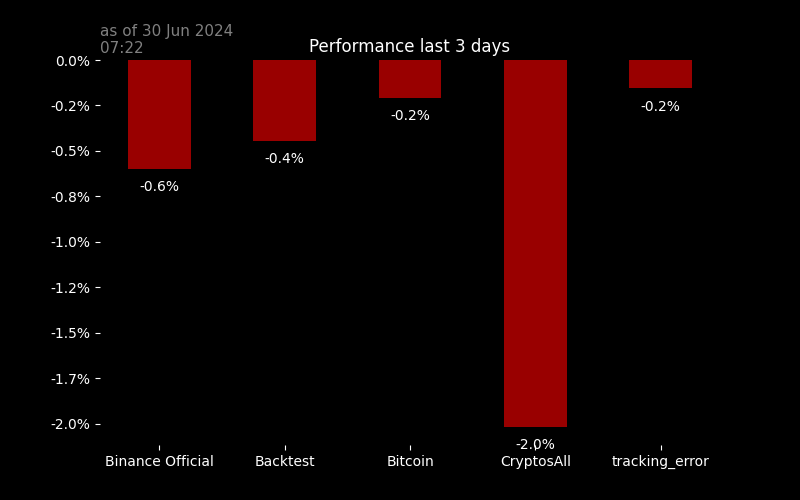 as of 30 Jun 2024
07:22
Performance last 3 days
0.0%
-0.2%
-0.5%
-0.8%
-1.0%
-1.2%
-1.5%
-1.7%
-2.0%
-0.6%
-0.4%
-0.2%
-2.0%
-0.2%
Binance Official
Backtest
Bitcoin
CryptosAll
tracking_error